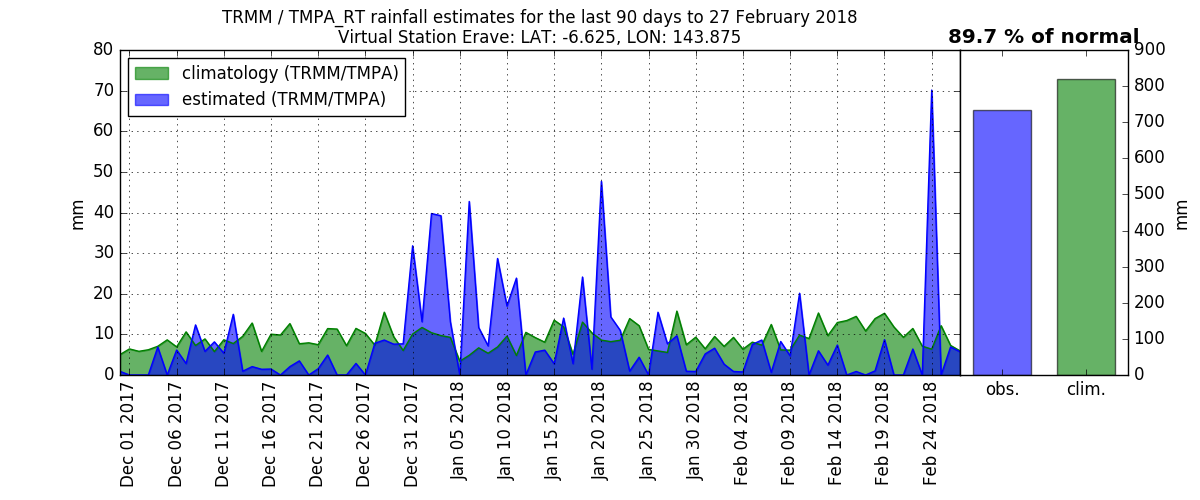 TRMM / TMPA_RT rainfall estimates for the last 90 days to 27 February 2018
Virtual Station Erave: LAT: -6.625, LON: 143.875
89.7 % of normal
climatology (TRMM/TMPA)
estimated (TRMM/TMPA)
mm
80
70
60
50
40
30
20
10
0
Dec 01 2017
Dec 06 2017
Dec 11 2017
Dec 16 2017
Dec 21 2017
Dec 26 2017
Dec 31 2017
Jan 05 2018
Jan 10 2018
Jan 15 2018
Jan 20 2018
Jan 25 2018
Jan 30 2018
Feb 04 2018
Feb 09 2018
Feb 14 2018
Feb 19 2018
Feb 24 2018
obs.
clim.
900
800
700
600
500
400
300
200
100
0
mm